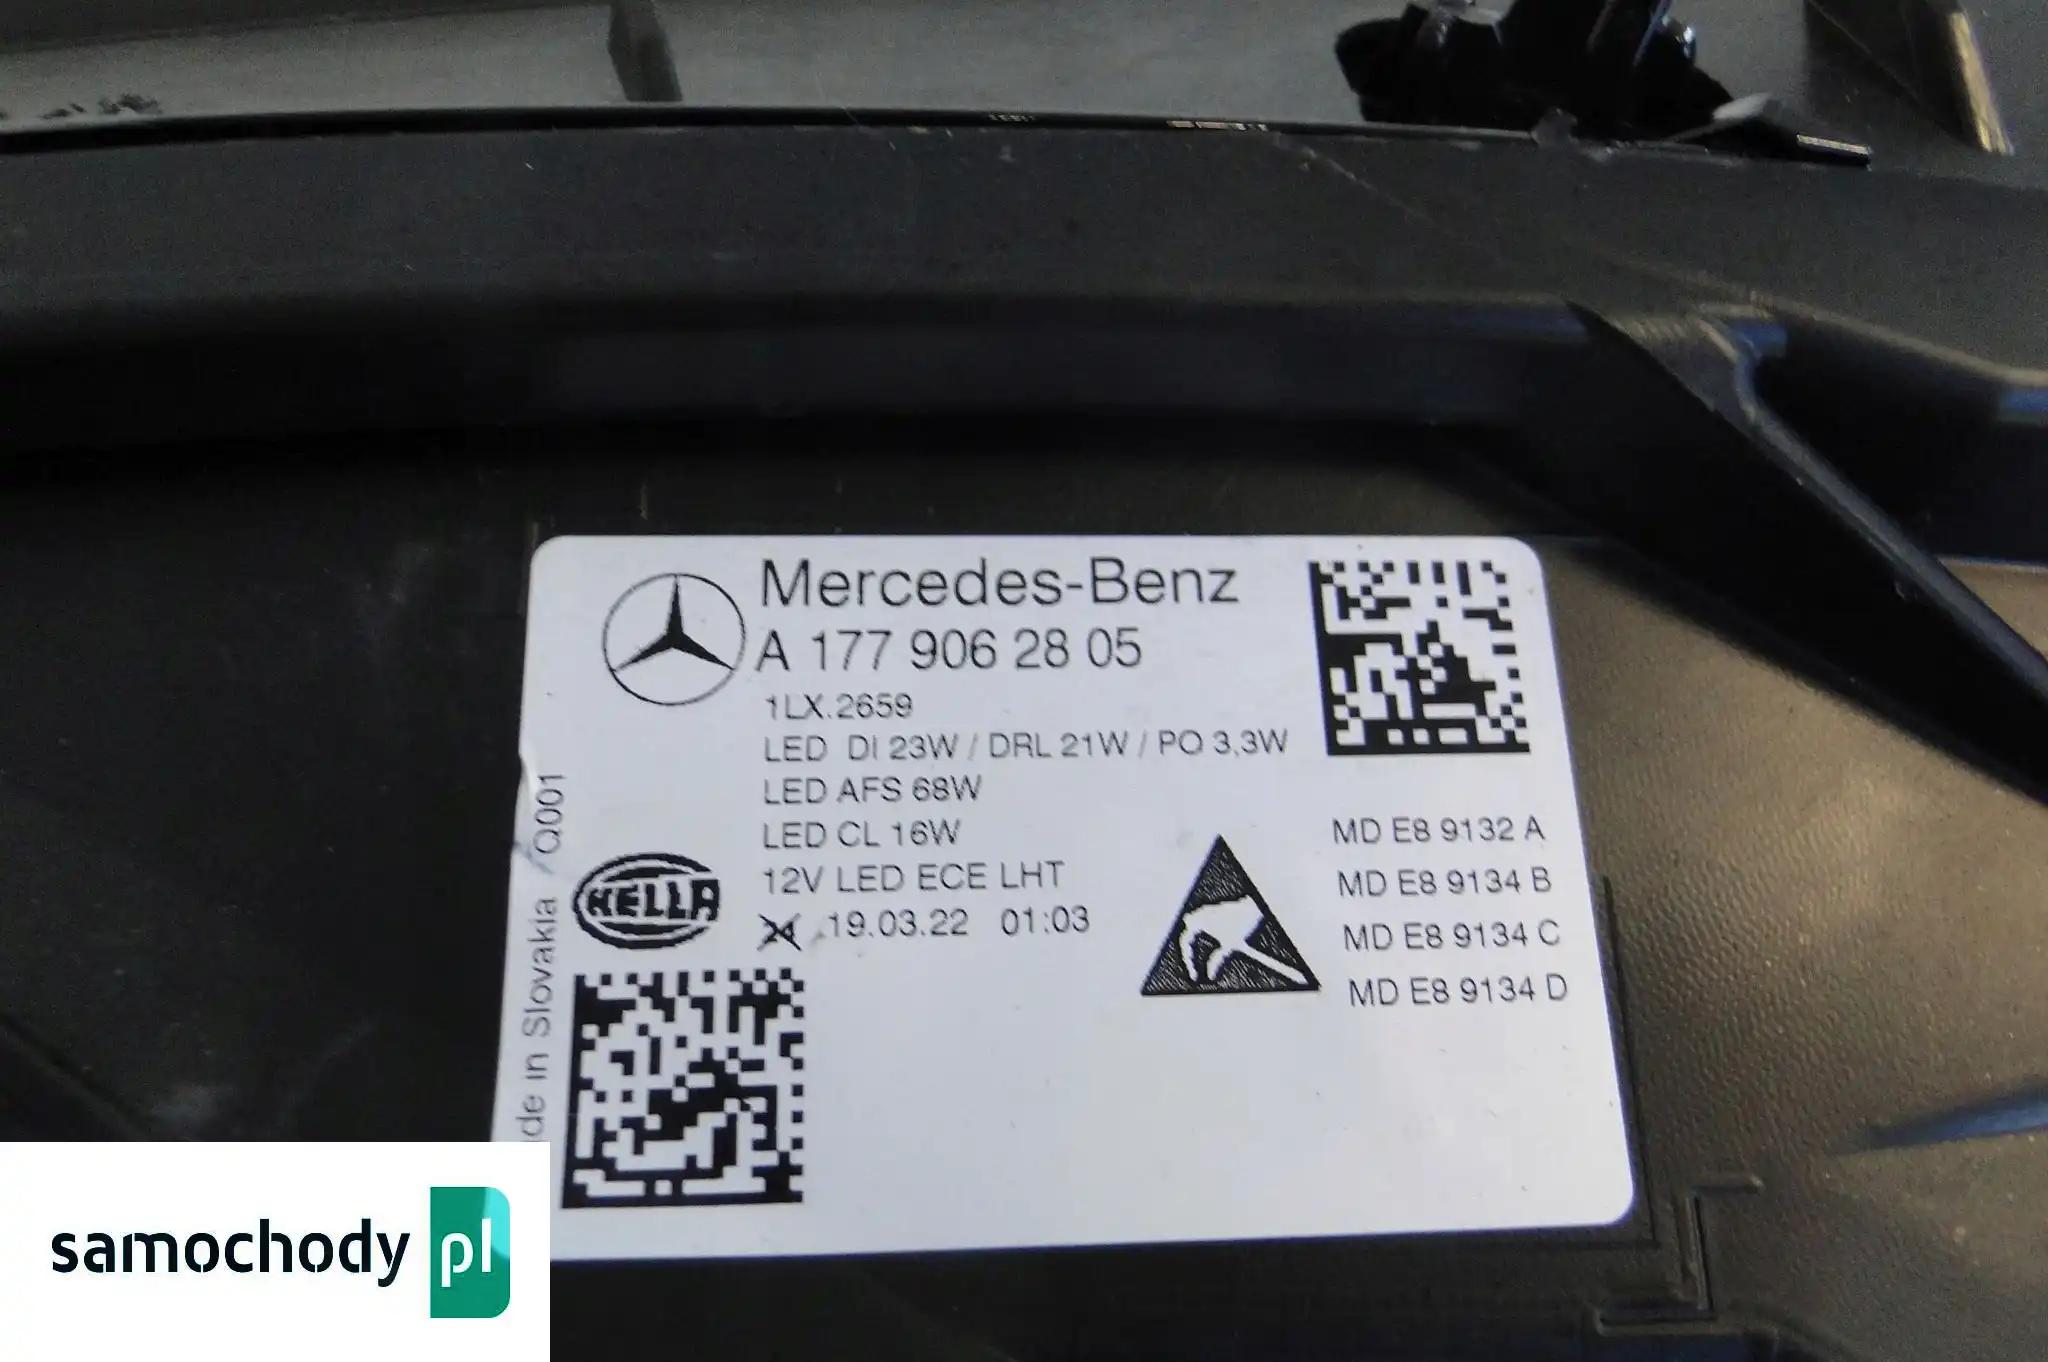 Mercedes-Benz
A 177 906 28 05
1LX.2659
LED DI 23W / DRL 21W / PO 3,3W
LED AFS 68W
LED CL 16W
12V LED ECE LHT
19.03.22 01:03
HELLA
de in Slovakia Q001
MD E8 9132 A
MD E8 9134 B
MD E8 9134 C
MD E8 9134 D
samochody pl